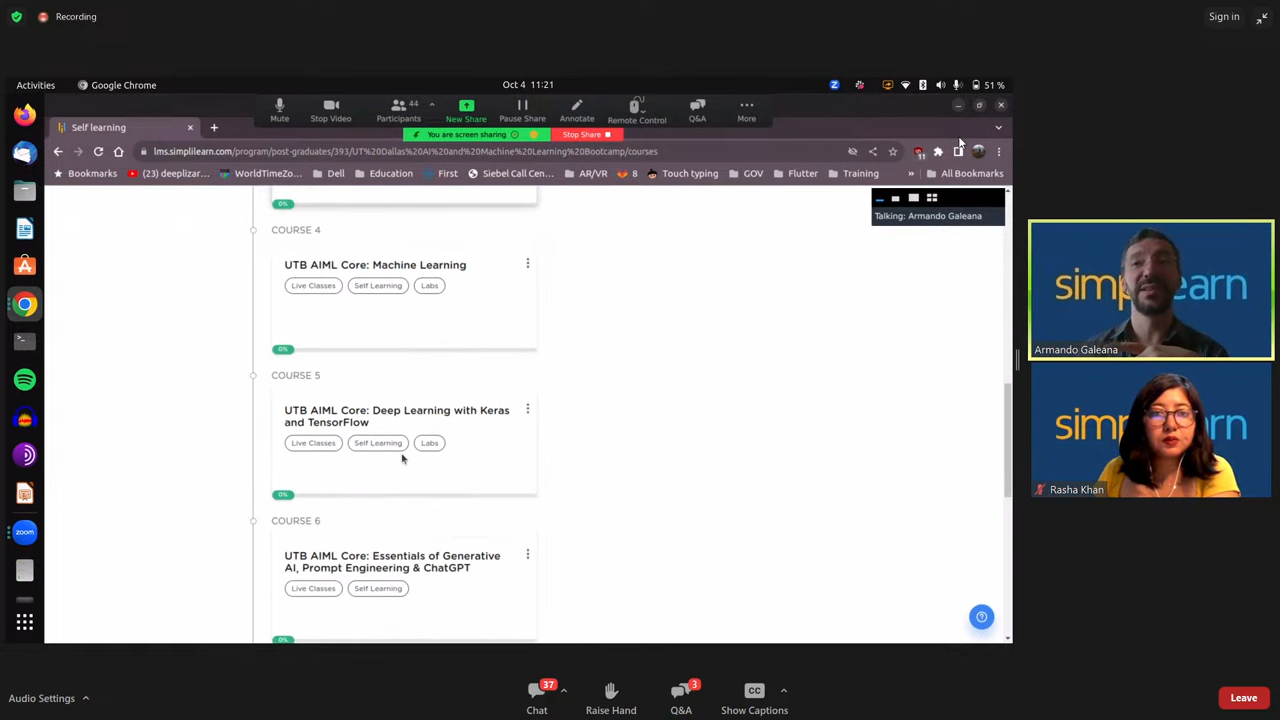 Recording
Sign in
Activities
Google Chrome
Oct 4 11:21
51 %
Mute
Stop Video
44
Participants
New Share
Pause Share
Annotate
Remote Control
Q&A
More
You are screen sharing
Stop Share
Self learning
lms.simplilearn.com/program/post-graduates/393/UT%20Dallas%20AI%20and%20Machine%20Learning%20Bootcamp/courses
11
Bookmarks
(23) deeplizar...
WorldTimeZo...
Dell
Education
First
Siebel Cal Cen...
AR/VR
8
Touch typing
GOV
Flutter
Training
»
All Bookmarks
Talking: Armando Galeana
0%
COURSE 4
UTB AIML Core: Machine Learning
Live Classes Self Learning Labs
0%
COURSE 5
UTB AIML Core: Deep Learning with Keras
and TensorFlow
Live Classes Self Learning Labs
0%
COURSE 6
UTB AIML Core: Essentials of Generative
AI, Prompt Engineering & ChatGPT
Live Classes Self Learning
0%
zoom
Armando Galeana
Rasha Khan
Audio Settings
37
Chat
Raise Hand
3
Q&A
CC
Show Captions
Leave